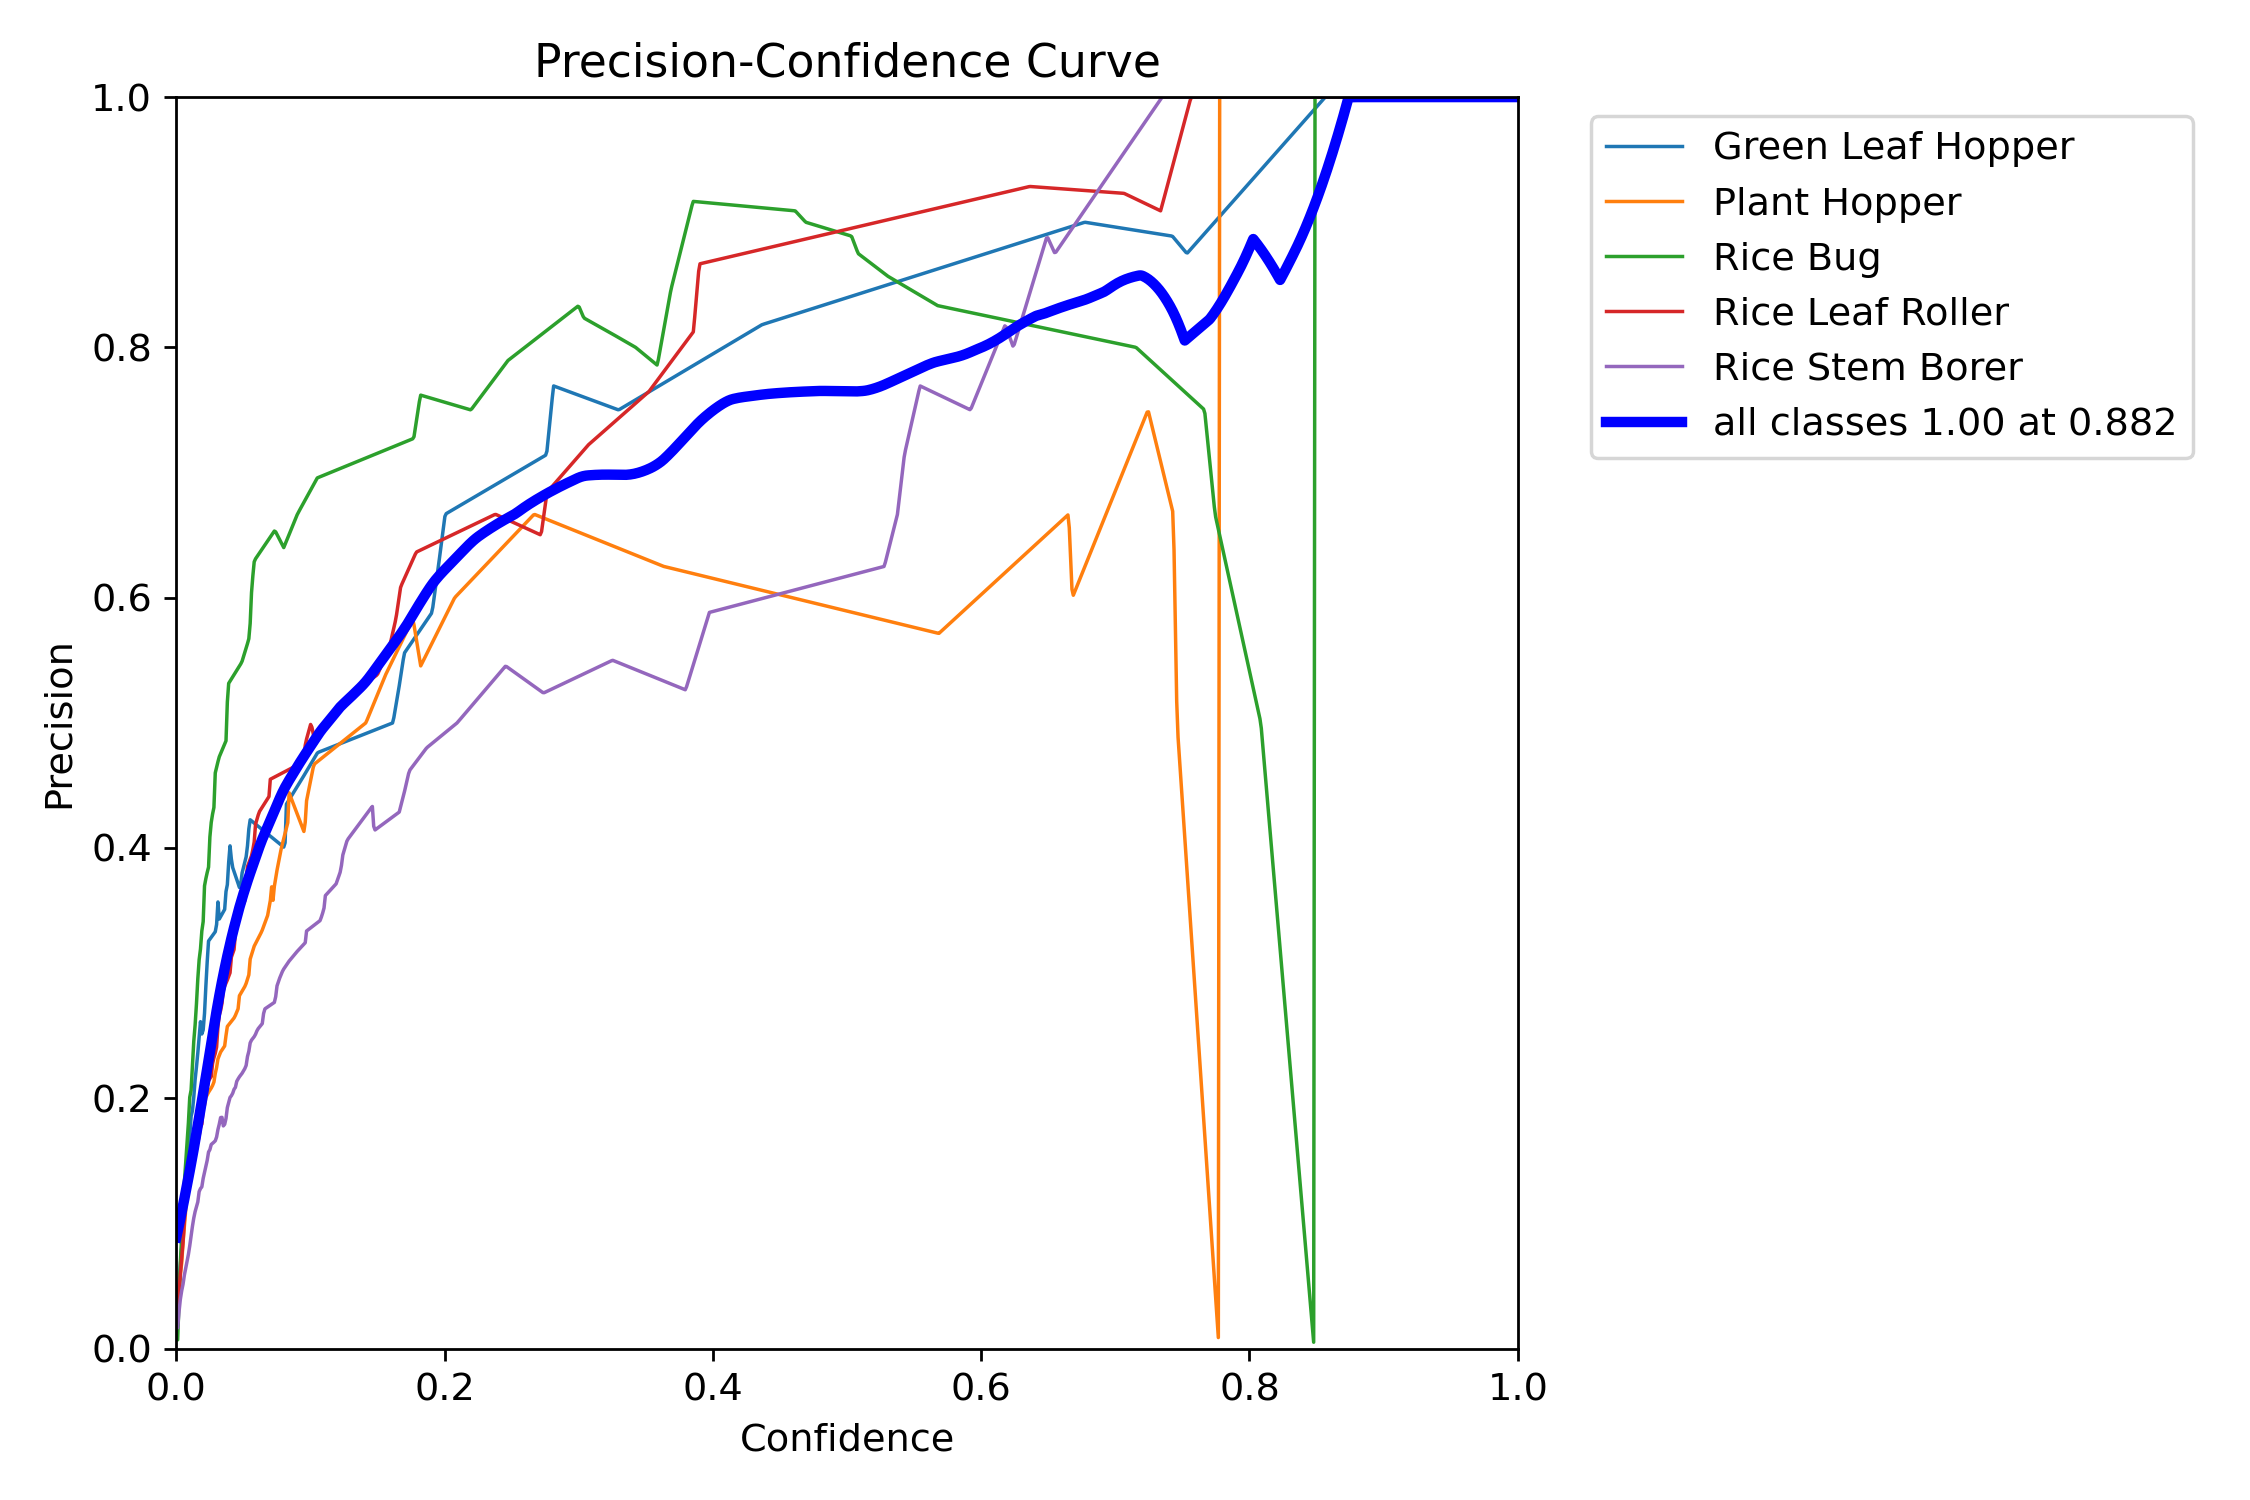 Precision-Confidence Curve
1.0
0.8
0.6
0.4
0.2
0.0
Precision
0.0 0.2 0.4 0.6 0.8 1.0
Confidence
Green Leaf Hopper
Plant Hopper
Rice Bug
Rice Leaf Roller
Rice Stem Borer
all classes 1.00 at 0.882